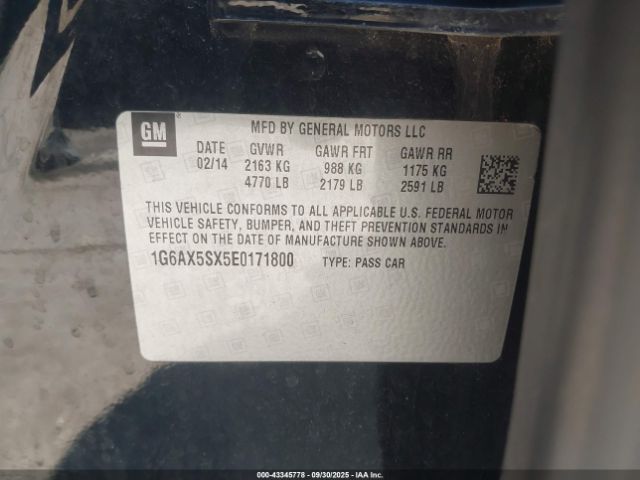 GM ®
MFD BY GENERAL MOTORS LLC
DATE GVWR GAWR FRT GAWR RR
02/14 2163 KG 988 KG 1175 KG
4770 LB 2179 LB 2591 LB
THIS VEHICLE CONFORMS TO ALL APPLICABLE U.S. FEDERAL MOTOR
VEHICLE SAFETY, BUMPER, AND THEFT PREVENTION STANDARDS IN
EFFECT ON THE DATE OF MANUFACTURE SHOWN ABOVE.
1G6AX5SX5E0171800 TYPE: PASS CAR
000-43345778 - 09/30/2025 - IAA Inc.